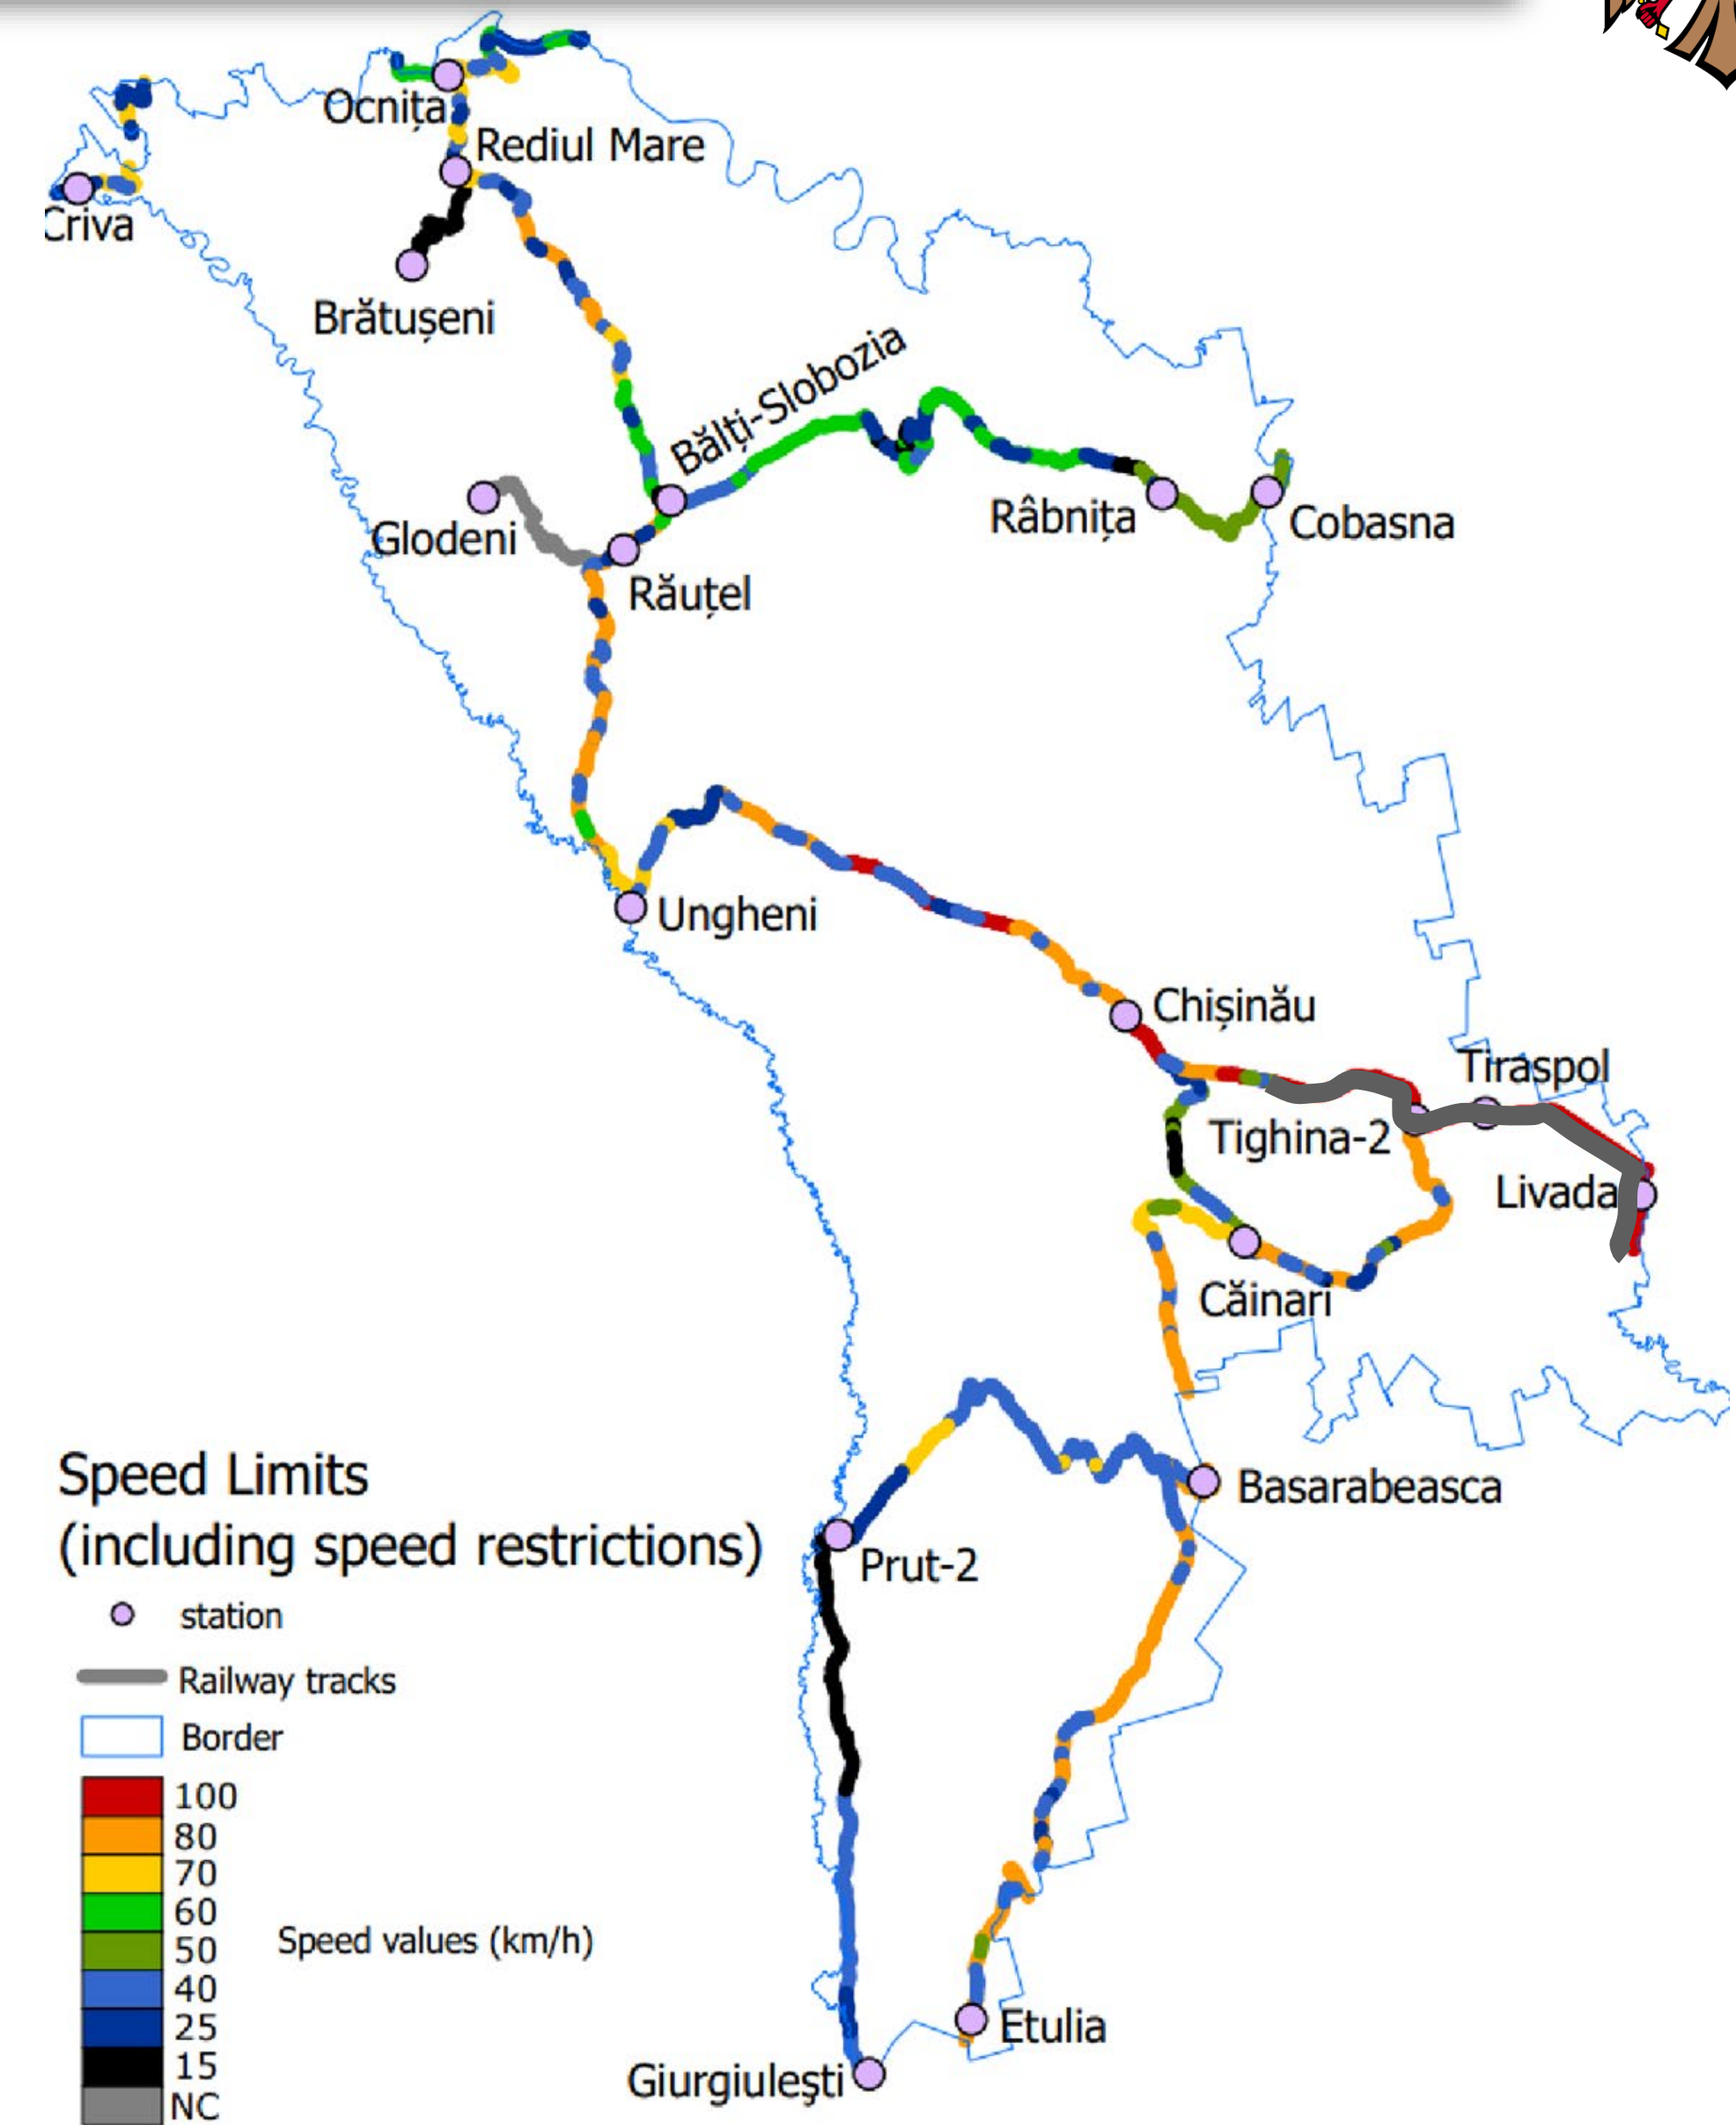 Ocnița
Rediul Mare
Criva
Brătușeni
Bălți-Slobozia
Râbnița
Cobasna
Glodeni
Răuțel
Ungheni
Chișinău
Tiraspol
Tighina-2
Livada
Căinari
Basarabeasca
Prut-2
Etulia
Giurgiuleşti
Speed Limits
(including speed restrictions)
station
Railway tracks
Border
100
80
70
60
50
40
25
15
NC
Speed values (km/h)